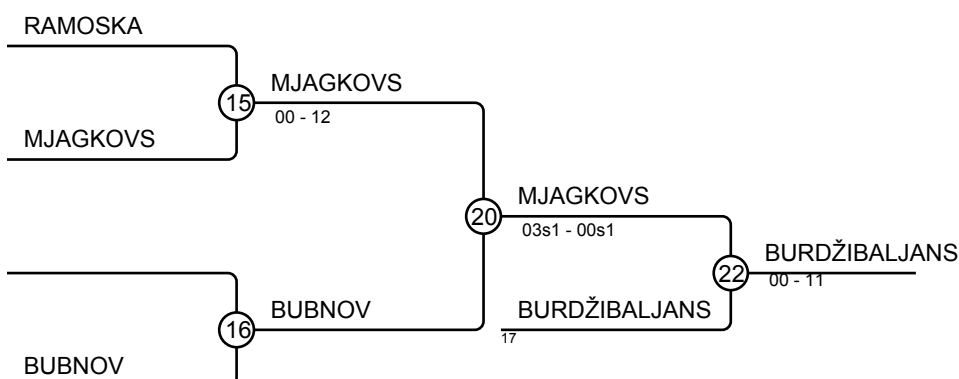 RAMOSKA
15
MJAGKOVS
00 - 12
MJAGKOVS
20
MJAGKOVS
03s1 - 00s1
22
BURDŽIBALJANS
00 - 11
16
BUBNOV
BURDŽIBALJANS
17
BUBNOV